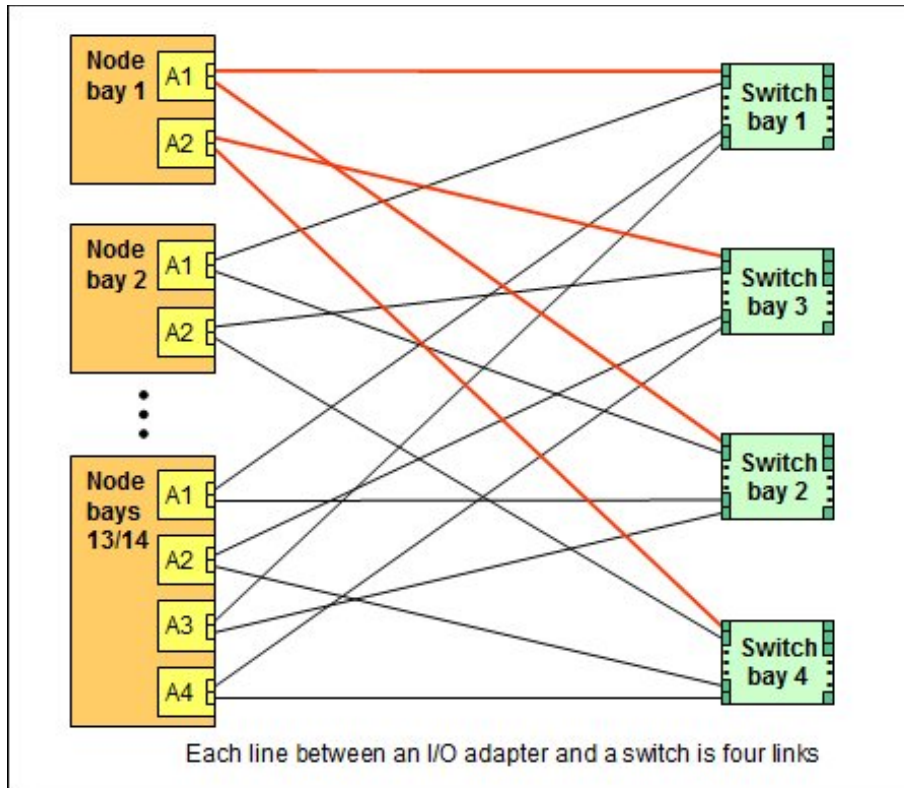 Node
bay 1
A1
A2
Node
bay 2
A1
A2
Node
bays
13/14
A1
A2
A3
A4
Switch
bay 1
Switch
bay 3
Switch
bay 2
Switch
bay 4
Each line between an I/O adapter and a switch is four links